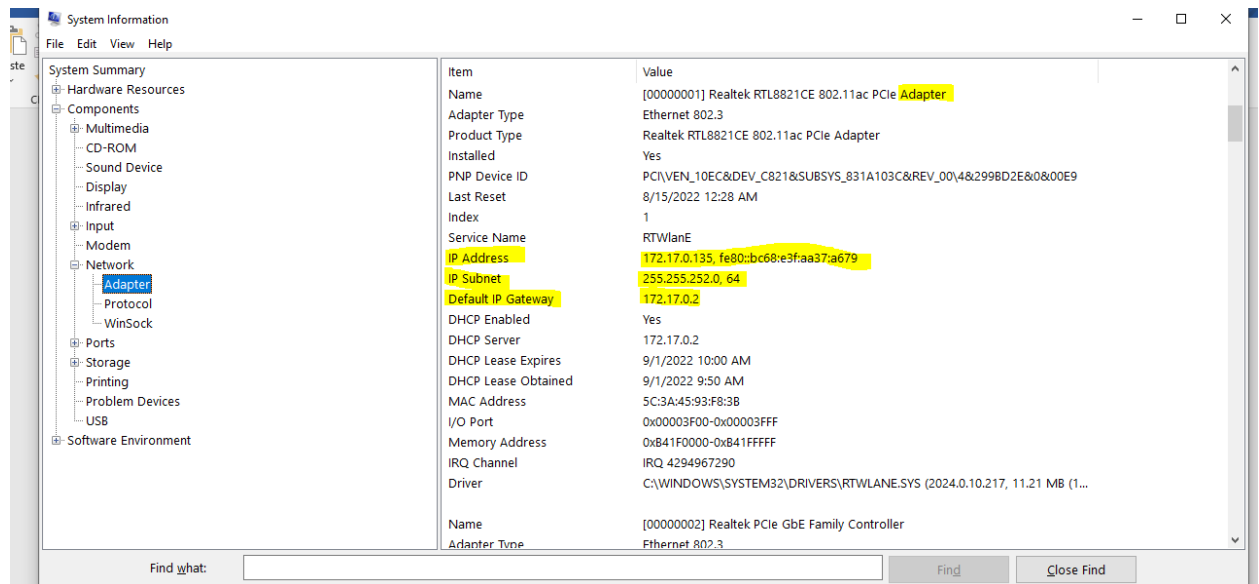 System Information
File Edit View Help
ste
System Summary
Hardware Resources
Components
Multimedia
CD-ROM
Sound Device
Display
Infrared
Input
Modem
Network
Adapter
Protocol
WinSock
Ports
Storage
Printing
Problem Devices
USB
Software Environment
Item Value
Name [00000001] Realtek RTL8821CE 802.11ac PCIe Adapter
Adapter Type Ethernet 802.3
Product Type Realtek RTL8821CE 802.11ac PCIe Adapter
Installed Yes
PNP Device ID PCI\VEN_10EC&DEV_C821&SUBSYS_831A103C&REV_00\4&299BD2E&0&00E9
Last Reset 8/15/2022 12:28 AM
Index 1
Service Name RTWlanE
IP Address 172.17.0.135, fe80::bc68:e3f:aa37:a679
IP Subnet 255.255.252.0, 64
Default IP Gateway 172.17.0.2
DHCP Enabled Yes
DHCP Server 172.17.0.2
DHCP Lease Expires 9/1/2022 10:00 AM
DHCP Lease Obtained 9/1/2022 9:50 AM
MAC Address 5C:3A:45:93:F8:3B
I/O Port 0x00003F00-0x00003FFF
Memory Address 0xB41F0000-0xB41FFFFF
IRQ Channel IRQ 4294967290
Driver C:\WINDOWS\SYSTEM32\DRIVERS\RTWLANE.SYS (2024.0.10.217, 11.21 MB (1...
Name [00000002] Realtek PCIe GbE Family Controller
Adapter Type Ethernet 802.3
Find what: Find Close Find